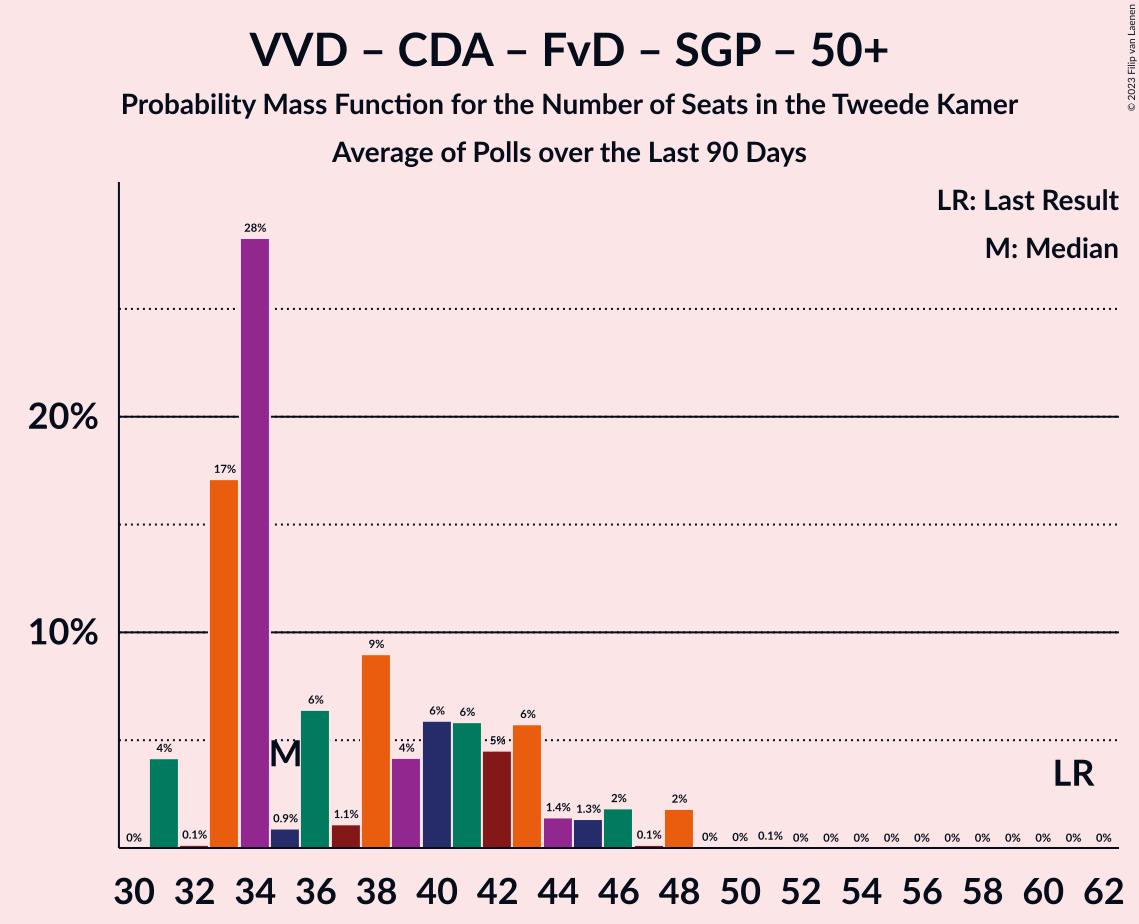 VVD – CDA – FvD – SGP – 50+
Probability Mass Function for the Number of Seats in the Tweede Kamer
Average of Polls over the Last 90 Days
© 2023 Filip van Laenen
LR: Last Result
M: Median
20%
10%
0% 4% 0.1% 17% 28% 0.9% 6% 1.1% 9% 4% 6% 6% 5% 6% 1.4% 1.3% 2% 0.1% 2% 0% 0% 0.1% 0% 0% 0% 0% 0% 0% 0% 0% 0% 0% 0%
M
LR
30 32 34 36 38 40 42 44 46 48 50 52 54 56 58 60 62